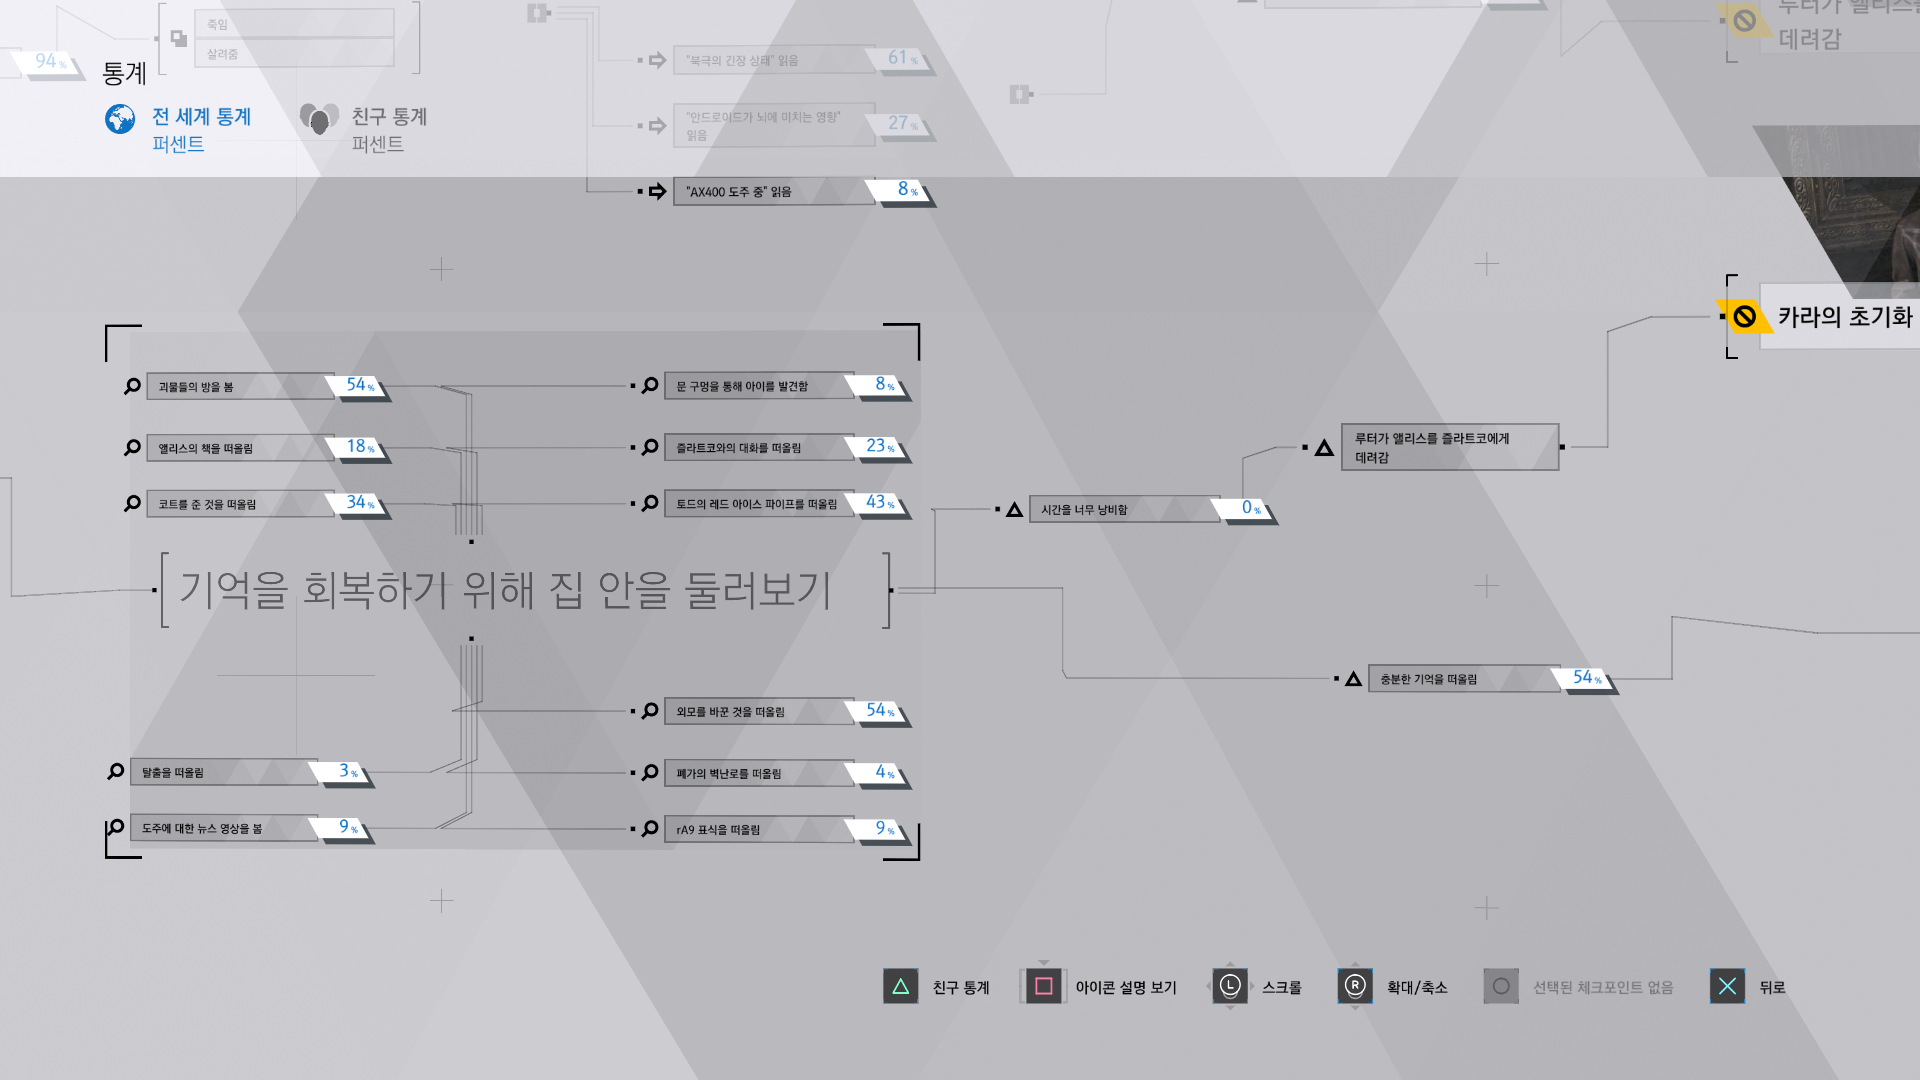 죽임
살려줌
94%
통계
전 세계 통계
퍼센트
친구 통계
퍼센트
"북극의 긴장 상태" 읽음
61%
"안드로이드가 뇌에 미치는 영향"
읽음
27%
"AX400 도주 중" 읽음
8%
루터가 앨리스를
데려감
카라의 초기화
괴물들의 방을 봄
54%
문 구멍을 통해 아이를 발견함
8%
앨리스의 책을 떠올림
18%
즐라트코와의 대화를 떠올림
23%
코트를 준 것을 떠올림
34%
토드의 레드 아이스 파이프를 떠올림
43%
루터가 앨리스를 즐라트코에게
데려감
시간을 너무 낭비함
0%
기억을 회복하기 위해 집 안을 둘러보기
충분한 기억을 떠올림
54%
외모를 바꾼 것을 떠올림
54%
탈출을 떠올림
3%
폐가의 벽난로를 떠올림
4%
도주에 대한 뉴스 영상을 봄
9%
rA9 표식을 떠올림
9%
친구 통계
아이콘 설명 보기
L
스크롤
R
확대/축소
선택된 체크포인트 없음
뒤로